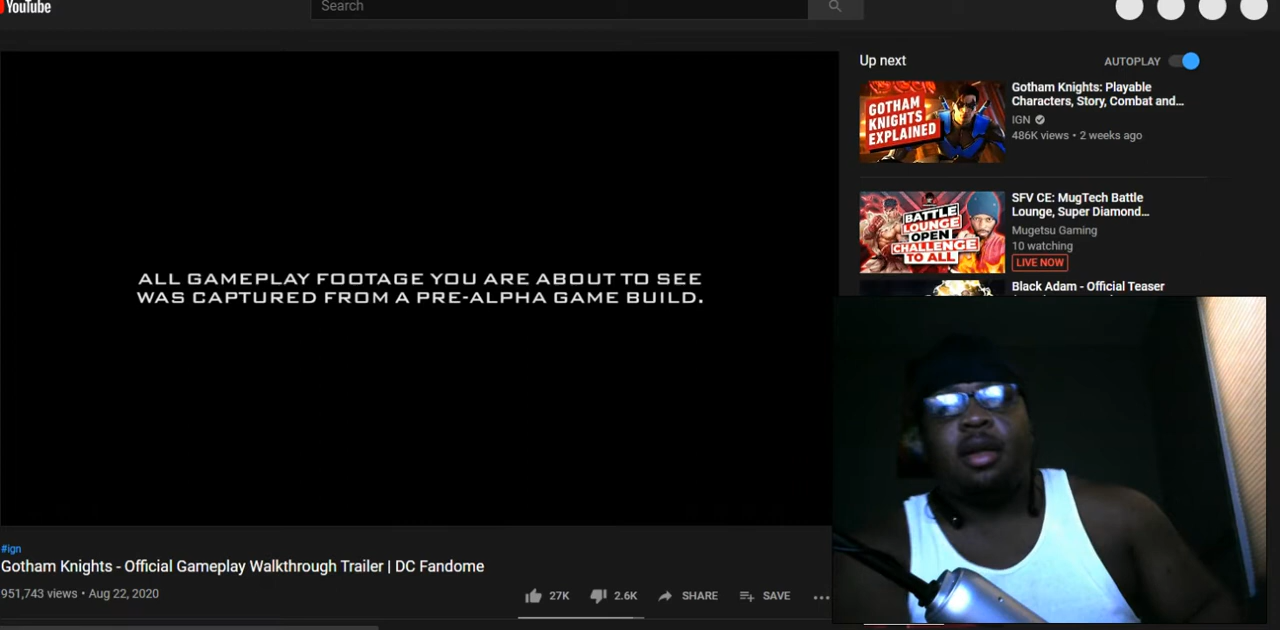 YouTube
Search
ALL GAMEPLAY FOOTAGE YOU ARE ABOUT TO SEE
WAS CAPTURED FROM A PRE-ALPHA GAME BUILD.
#ign
Gotham Knights - Official Gameplay Walkthrough Trailer | DC Fandome
951,743 views • Aug 22, 2020
27K
2.6K
SHARE
SAVE
Up next
AUTOPLAY
GOTHAM
KNIGHTS
EXPLAINED
Gotham Knights: Playable
Characters, Story, Combat and...
IGN
486K views • 2 weeks ago
BATTLE
LOUNGE
OPEN
CHALLENGE
TO ALL
SFV CE: MugTech Battle
Lounge, Super Diamond...
Mugetsu Gaming
10 watching
LIVE NOW
Black Adam - Official Teaser